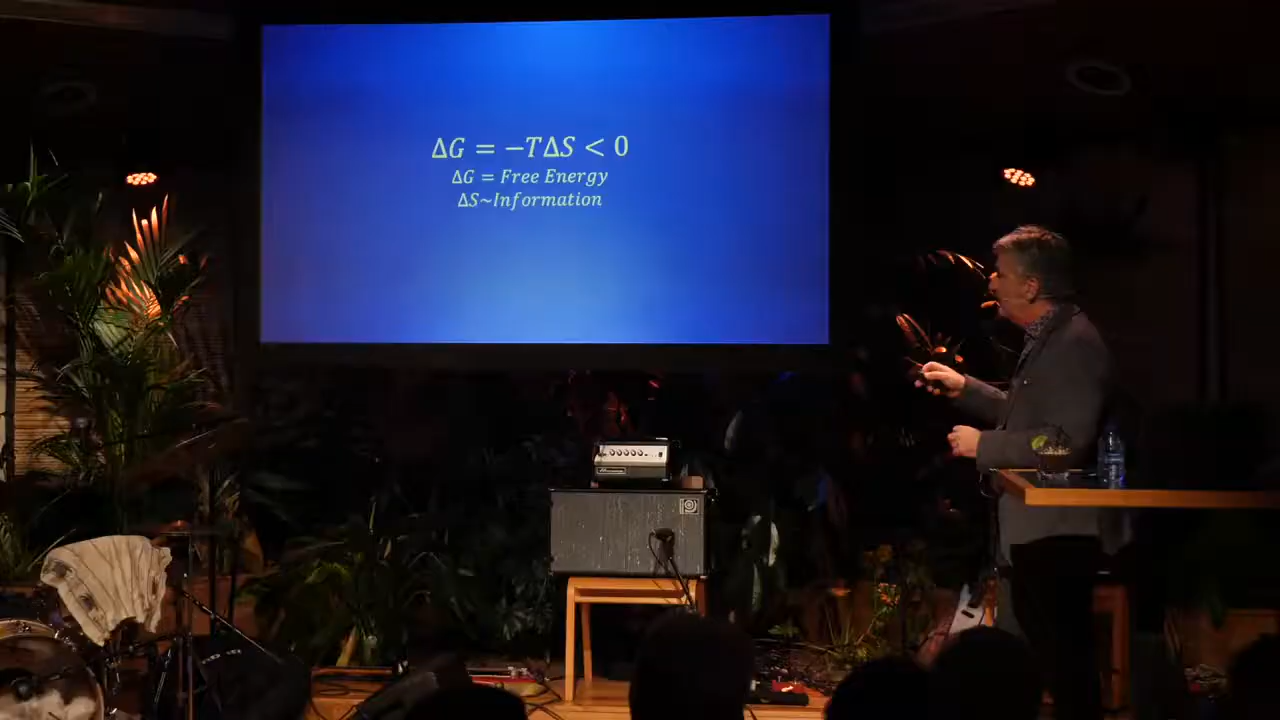 ΔG = −TΔS < 0
ΔG = Free Energy
ΔS~Information